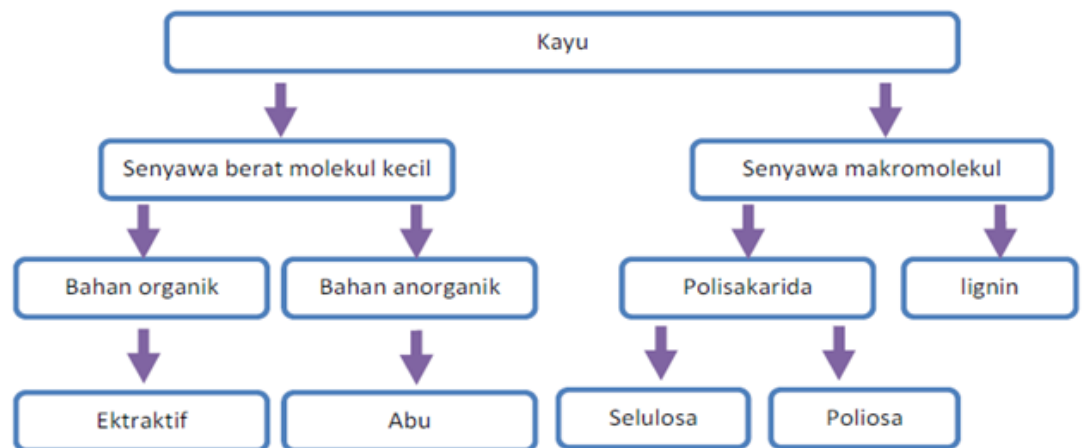 Kayu
Senyawa berat molekul kecil
Senyawa makromolekul
Bahan organik
Bahan anorganik
Polisakarida
lignin
Ektraktif
Abu
Selulosa
Poliosa